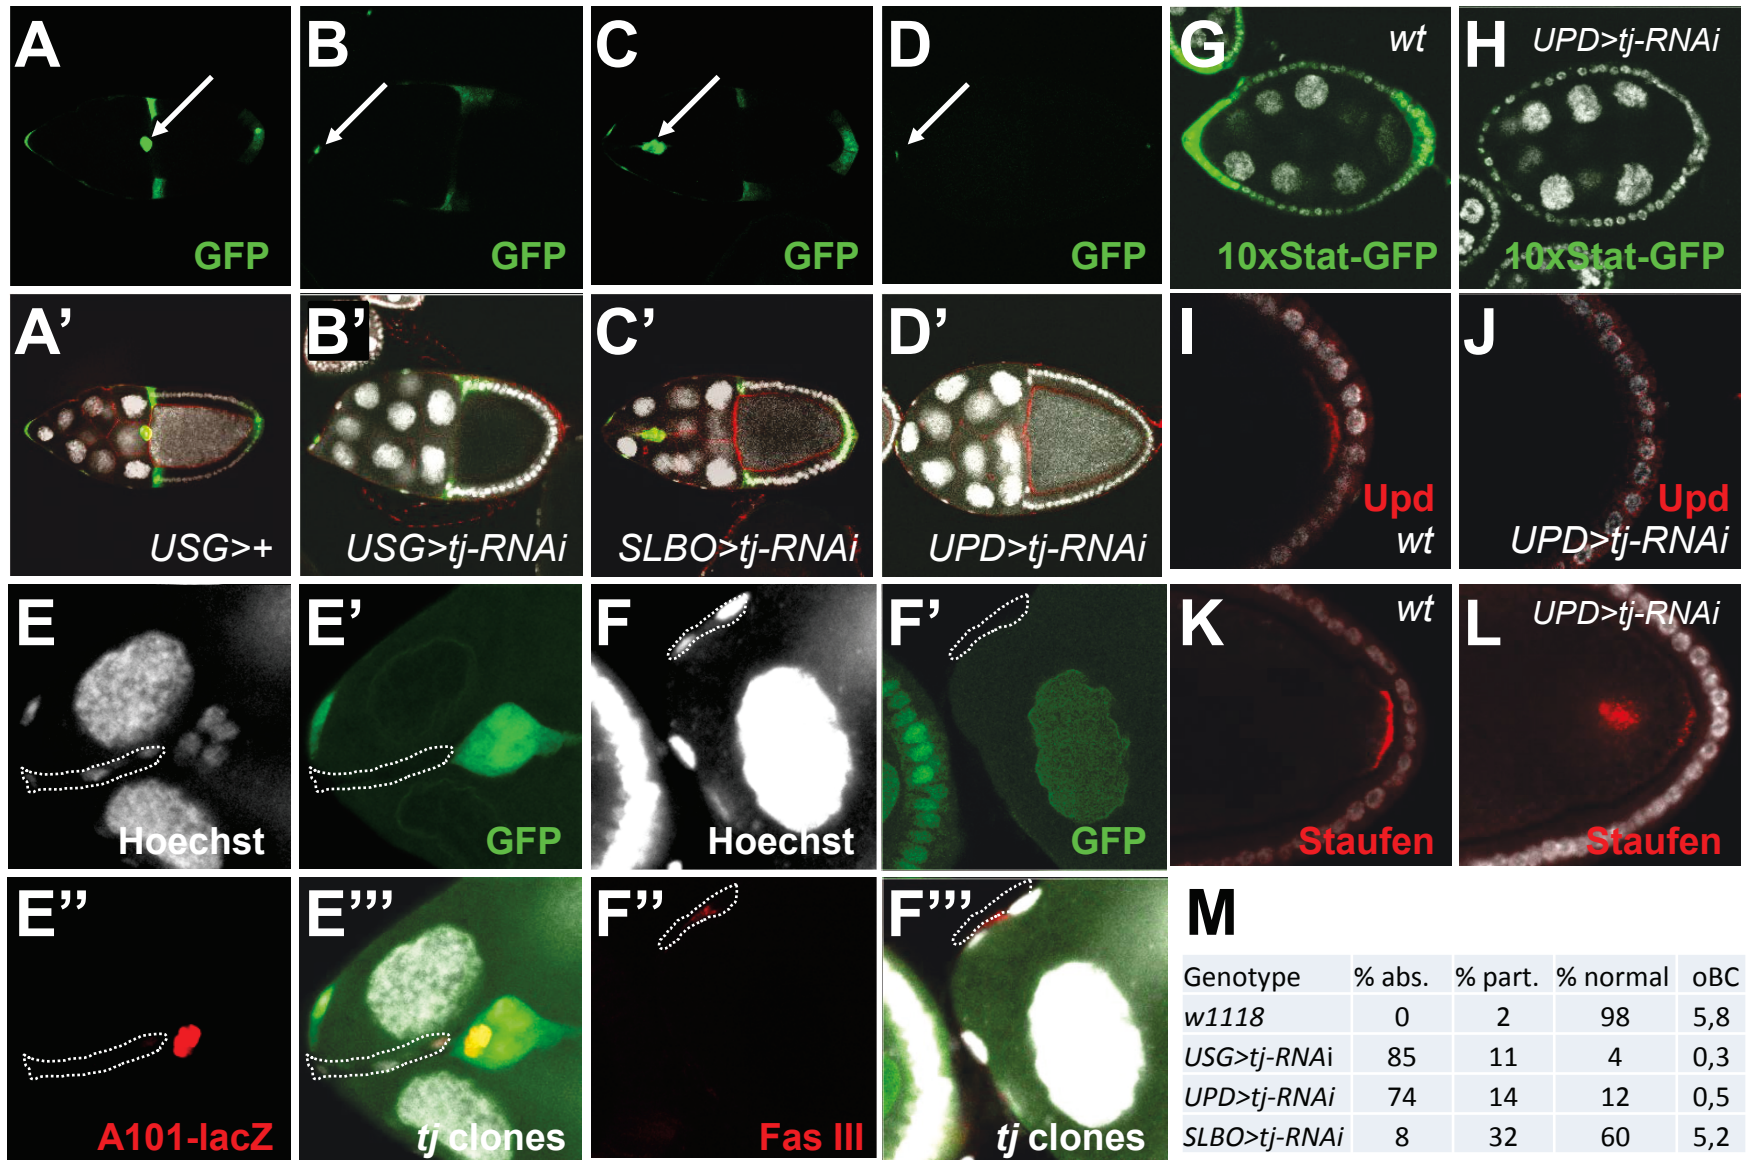 A
GFP
B
GFP
C
GFP
D
GFP
G
wt
10xStat-GFP
H
UPD>tj-RNAi
10xStat-GFP
A’
USG>+
B’
USG>tj-RNAi
C’
SLBO>tj-RNAi
D’
UPD>tj-RNAi
I
Upd
wt
J
Upd
UPD>tj-RNAi
E
Hoechst
E’
GFP
F
Hoechst
F’
GFP
K
wt
Staufen
L
UPD>tj-RNAi
Staufen
E’’
A101-lacZ
E’’’
tj clones
F’’
Fas III
F’’’
tj clones
M
Genotype % abs. % part. % normal oBC
w1118 0 2 98 5,8
USG>tj-RNAi 85 11 4 0,3
UPD>tj-RNAi 74 14 12 0,5
SLBO>tj-RNAi 8 32 60 5,2